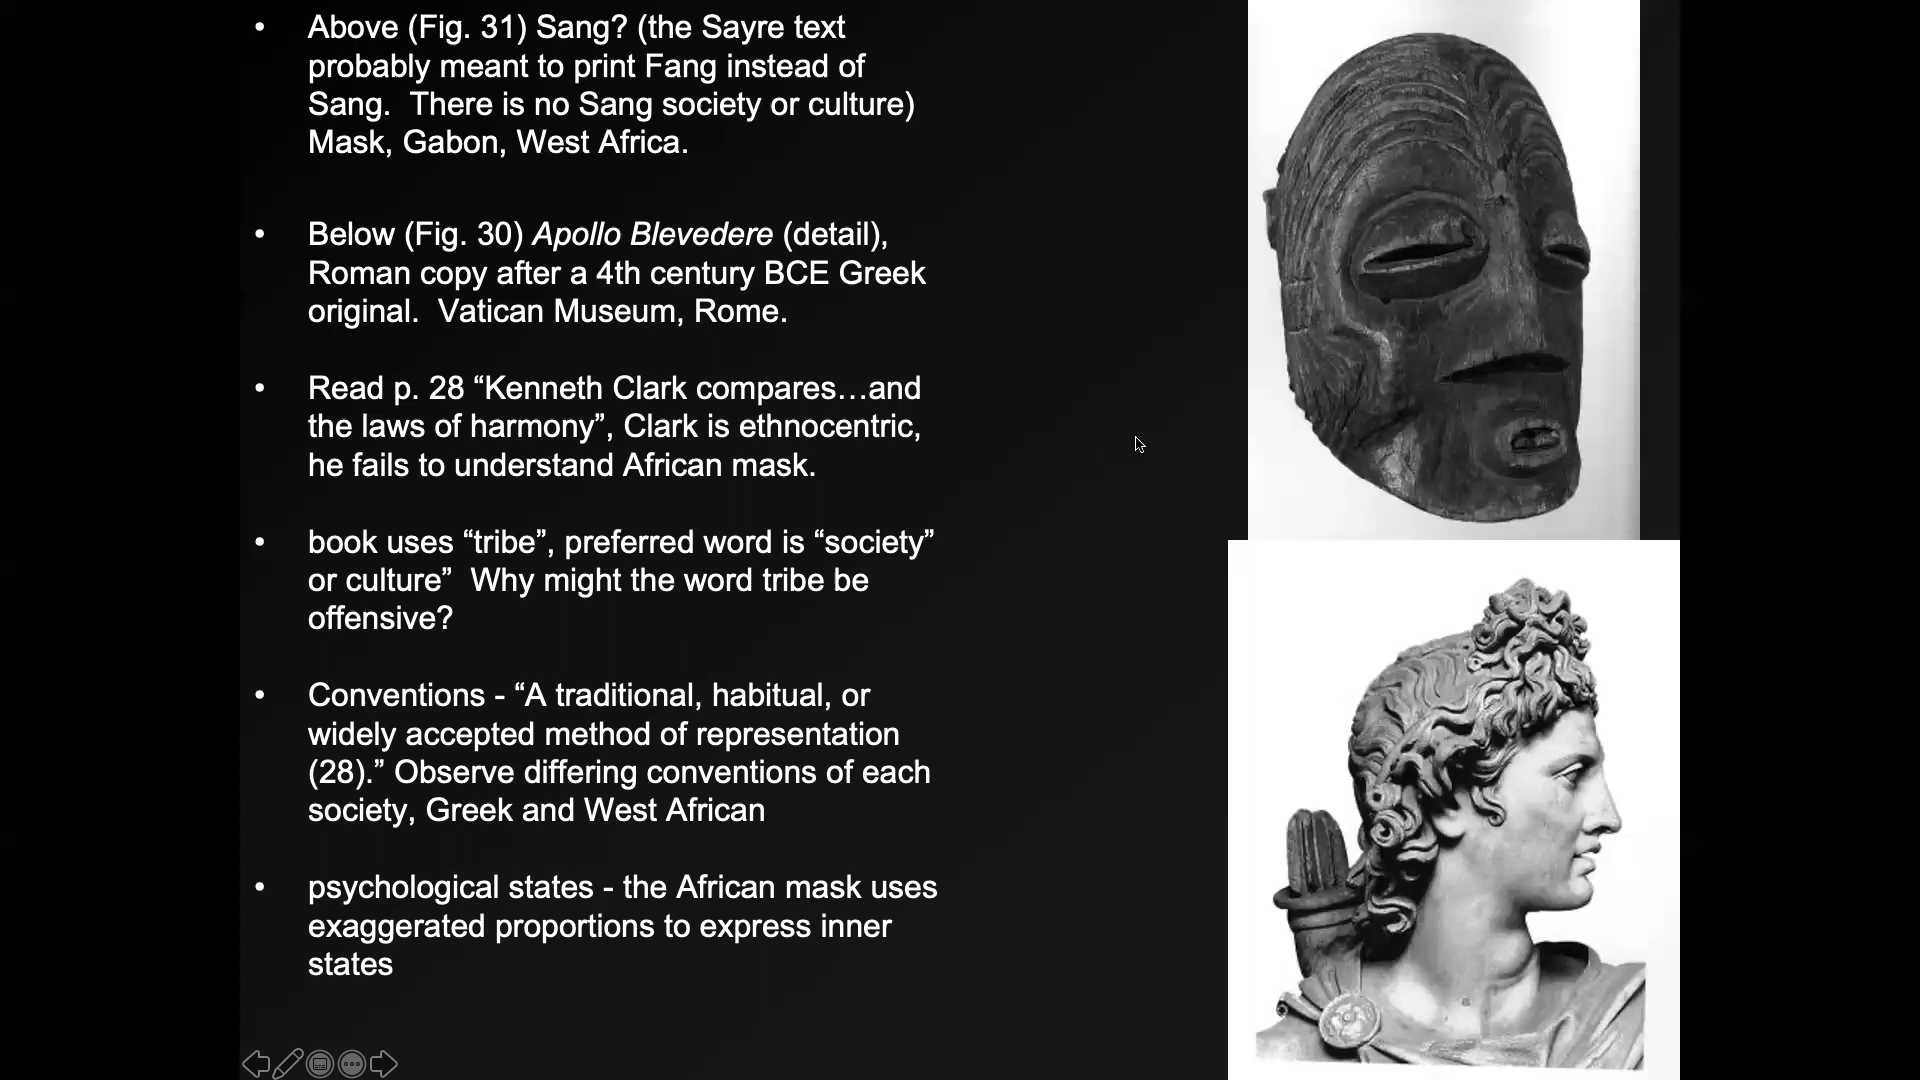 • Above (Fig. 31) Sang? (the Sayre text
probably meant to print Fang instead of
Sang.  There is no Sang society or culture)
Mask, Gabon, West Africa.
• Below (Fig. 30) Apollo Blevedere (detail),
Roman copy after a 4th century BCE Greek
original.  Vatican Museum, Rome.
• Read p. 28 “Kenneth Clark compares…and
the laws of harmony”, Clark is ethnocentric,
he fails to understand African mask.
• book uses “tribe”, preferred word is “society”
or culture”  Why might the word tribe be
offensive?
• Conventions - “A traditional, habitual, or
widely accepted method of representation
(28).” Observe differing conventions of each
society, Greek and West African
• psychological states - the African mask uses
exaggerated proportions to express inner
states